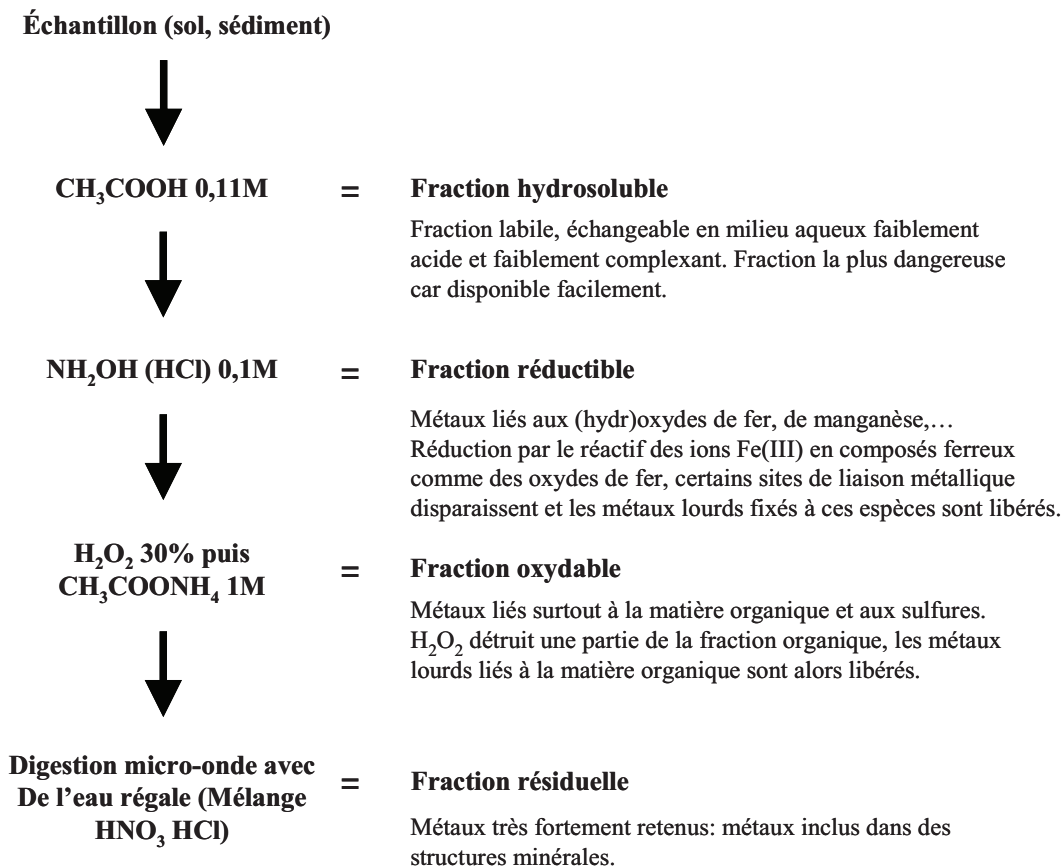 Échantillon (sol, sédiment)
CH₃COOH 0,11M = Fraction hydrosoluble
Fraction labile, échangeable en milieu aqueux faiblement
acide et faiblement complexant. Fraction la plus dangereuse
car disponible facilement.
NH₂OH (HCl) 0,1M = Fraction réductible
Métaux liés aux (hydr)oxydes de fer, de manganèse,…
Réduction par le réactif des ions Fe(III) en composés ferreux
comme des oxydes de fer, certains sites de liaison métallique
disparaissent et les métaux lourds fixés à ces espèces sont libérés.
H₂O₂ 30% puis
CH₃COONH₄ 1M
= Fraction oxydable
Métaux liés surtout à la matière organique et aux sulfures.
H₂O₂ détruit une partie de la fraction organique, les métaux
lourds liés à la matière organique sont alors libérés.
Digestion micro-onde avec
De l’eau régale (Mélange
HNO₃ HCl)
= Fraction résiduelle
Métaux très fortement retenus: métaux inclus dans des
structures minérales.